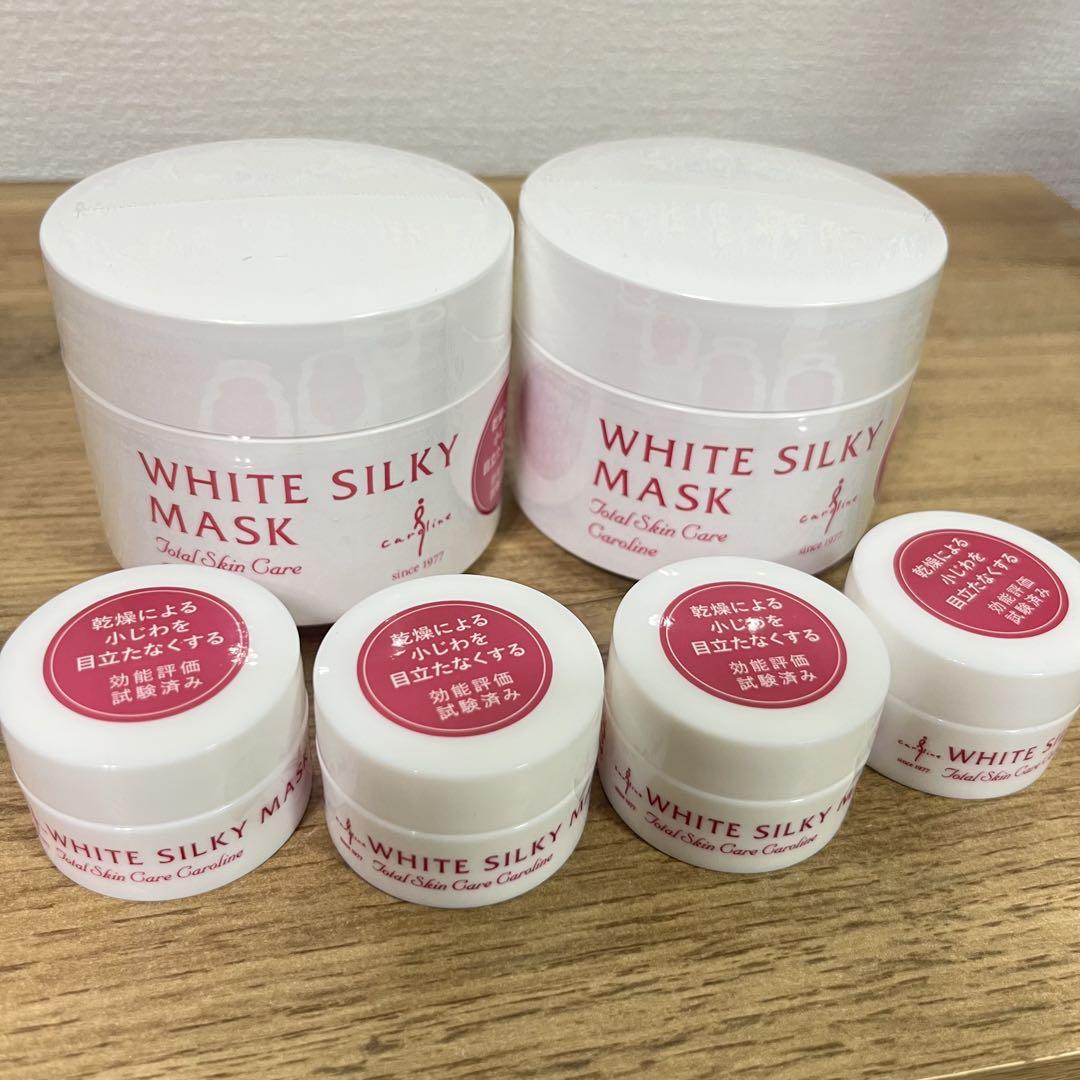 WHITE SILKY
MASK
Total Skin Care
caroline
since 1977
WHITE SILKY
MASK
Total Skin Care
Caroline
caroline
since 1977
乾燥による
小じわを
目立たなくする
効能評価
試験済み
WHITE SILKY MASK
Total Skin Care Caroline
乾燥による
小じわを
目立たなくする
効能評価
試験済み
WHITE SILKY
Total Skin Care Caroline
乾燥による
小じわを
目立たなくする
効能評価
試験済み
WHITE SILKY
Total Skin Care Caroline
乾燥による
小じわを
目立たなくする
効能評価
試験済み
caroline
since 1977
WHITE
Total Skin Care